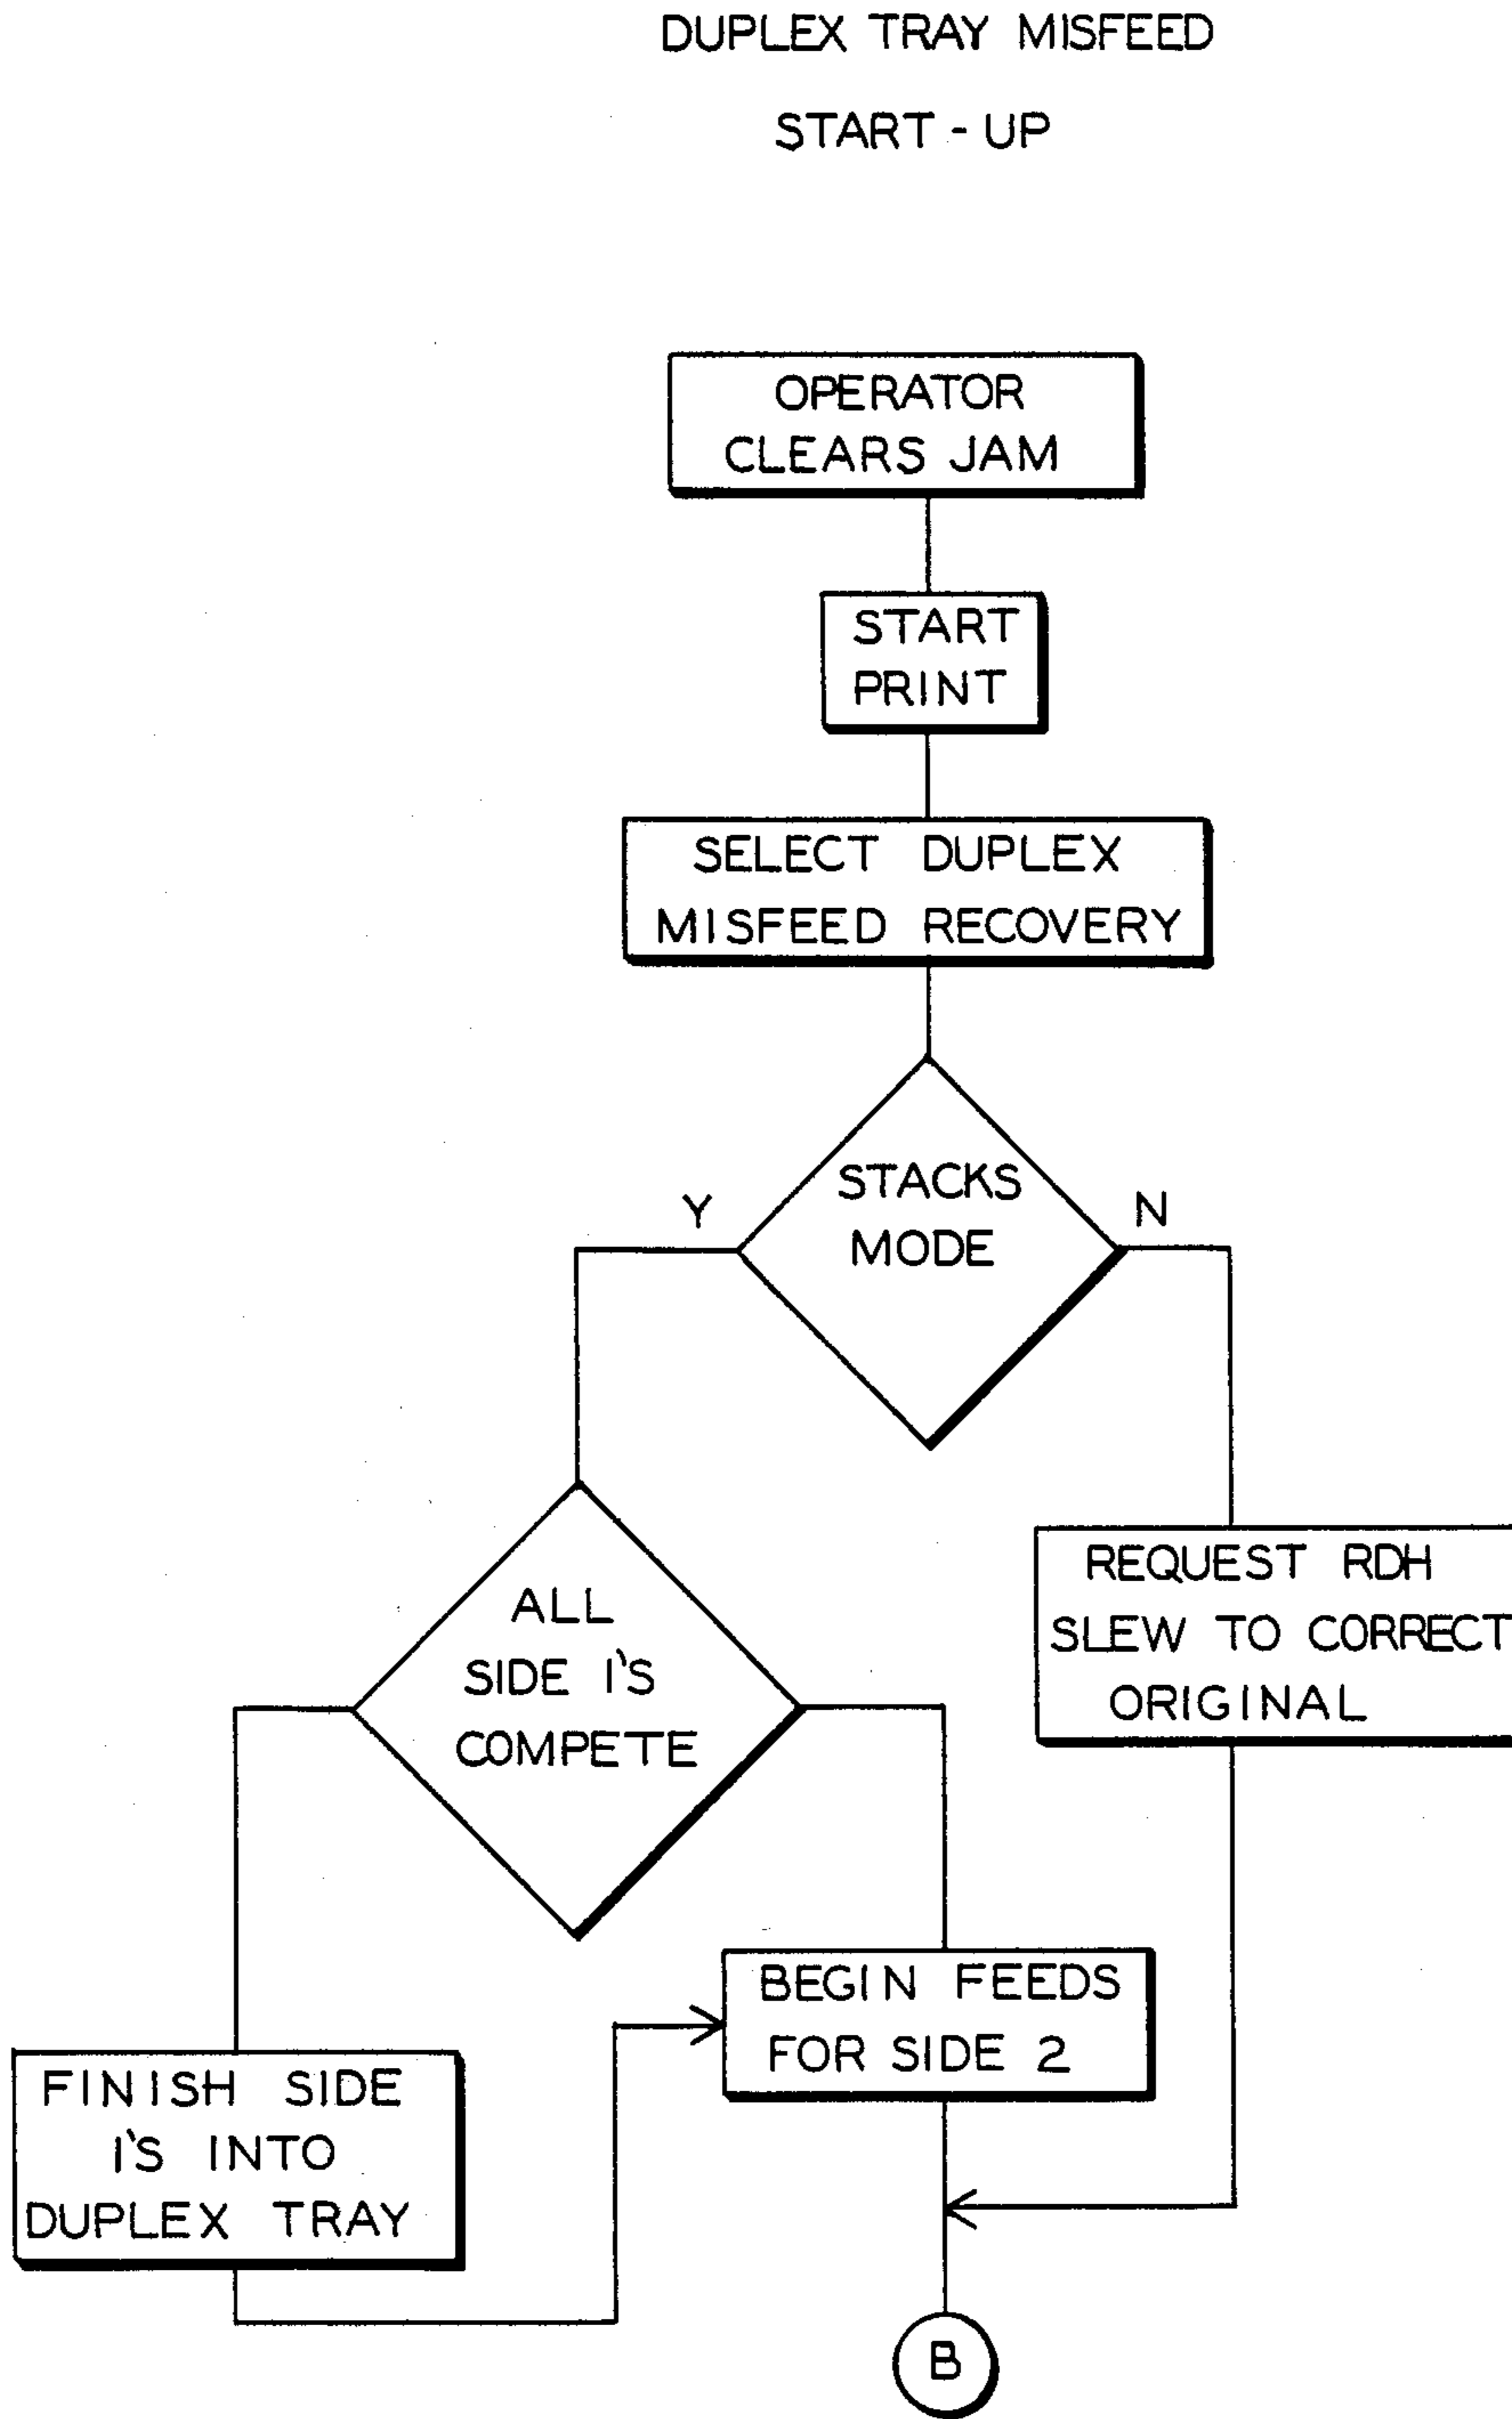 DUPLEX TRAY MISFEED
START - UP
OPERATOR
CLEARS JAM
START
PRINT
SELECT DUPLEX
MISFEED RECOVERY
STACKS
MODE
Y
N
ALL
SIDE 1'S
COMPETE
REQUEST RDH
SLEW TO CORRECT
ORIGINAL
BEGIN FEEDS
FOR SIDE 2
FINISH SIDE
1'S INTO
DUPLEX TRAY
B